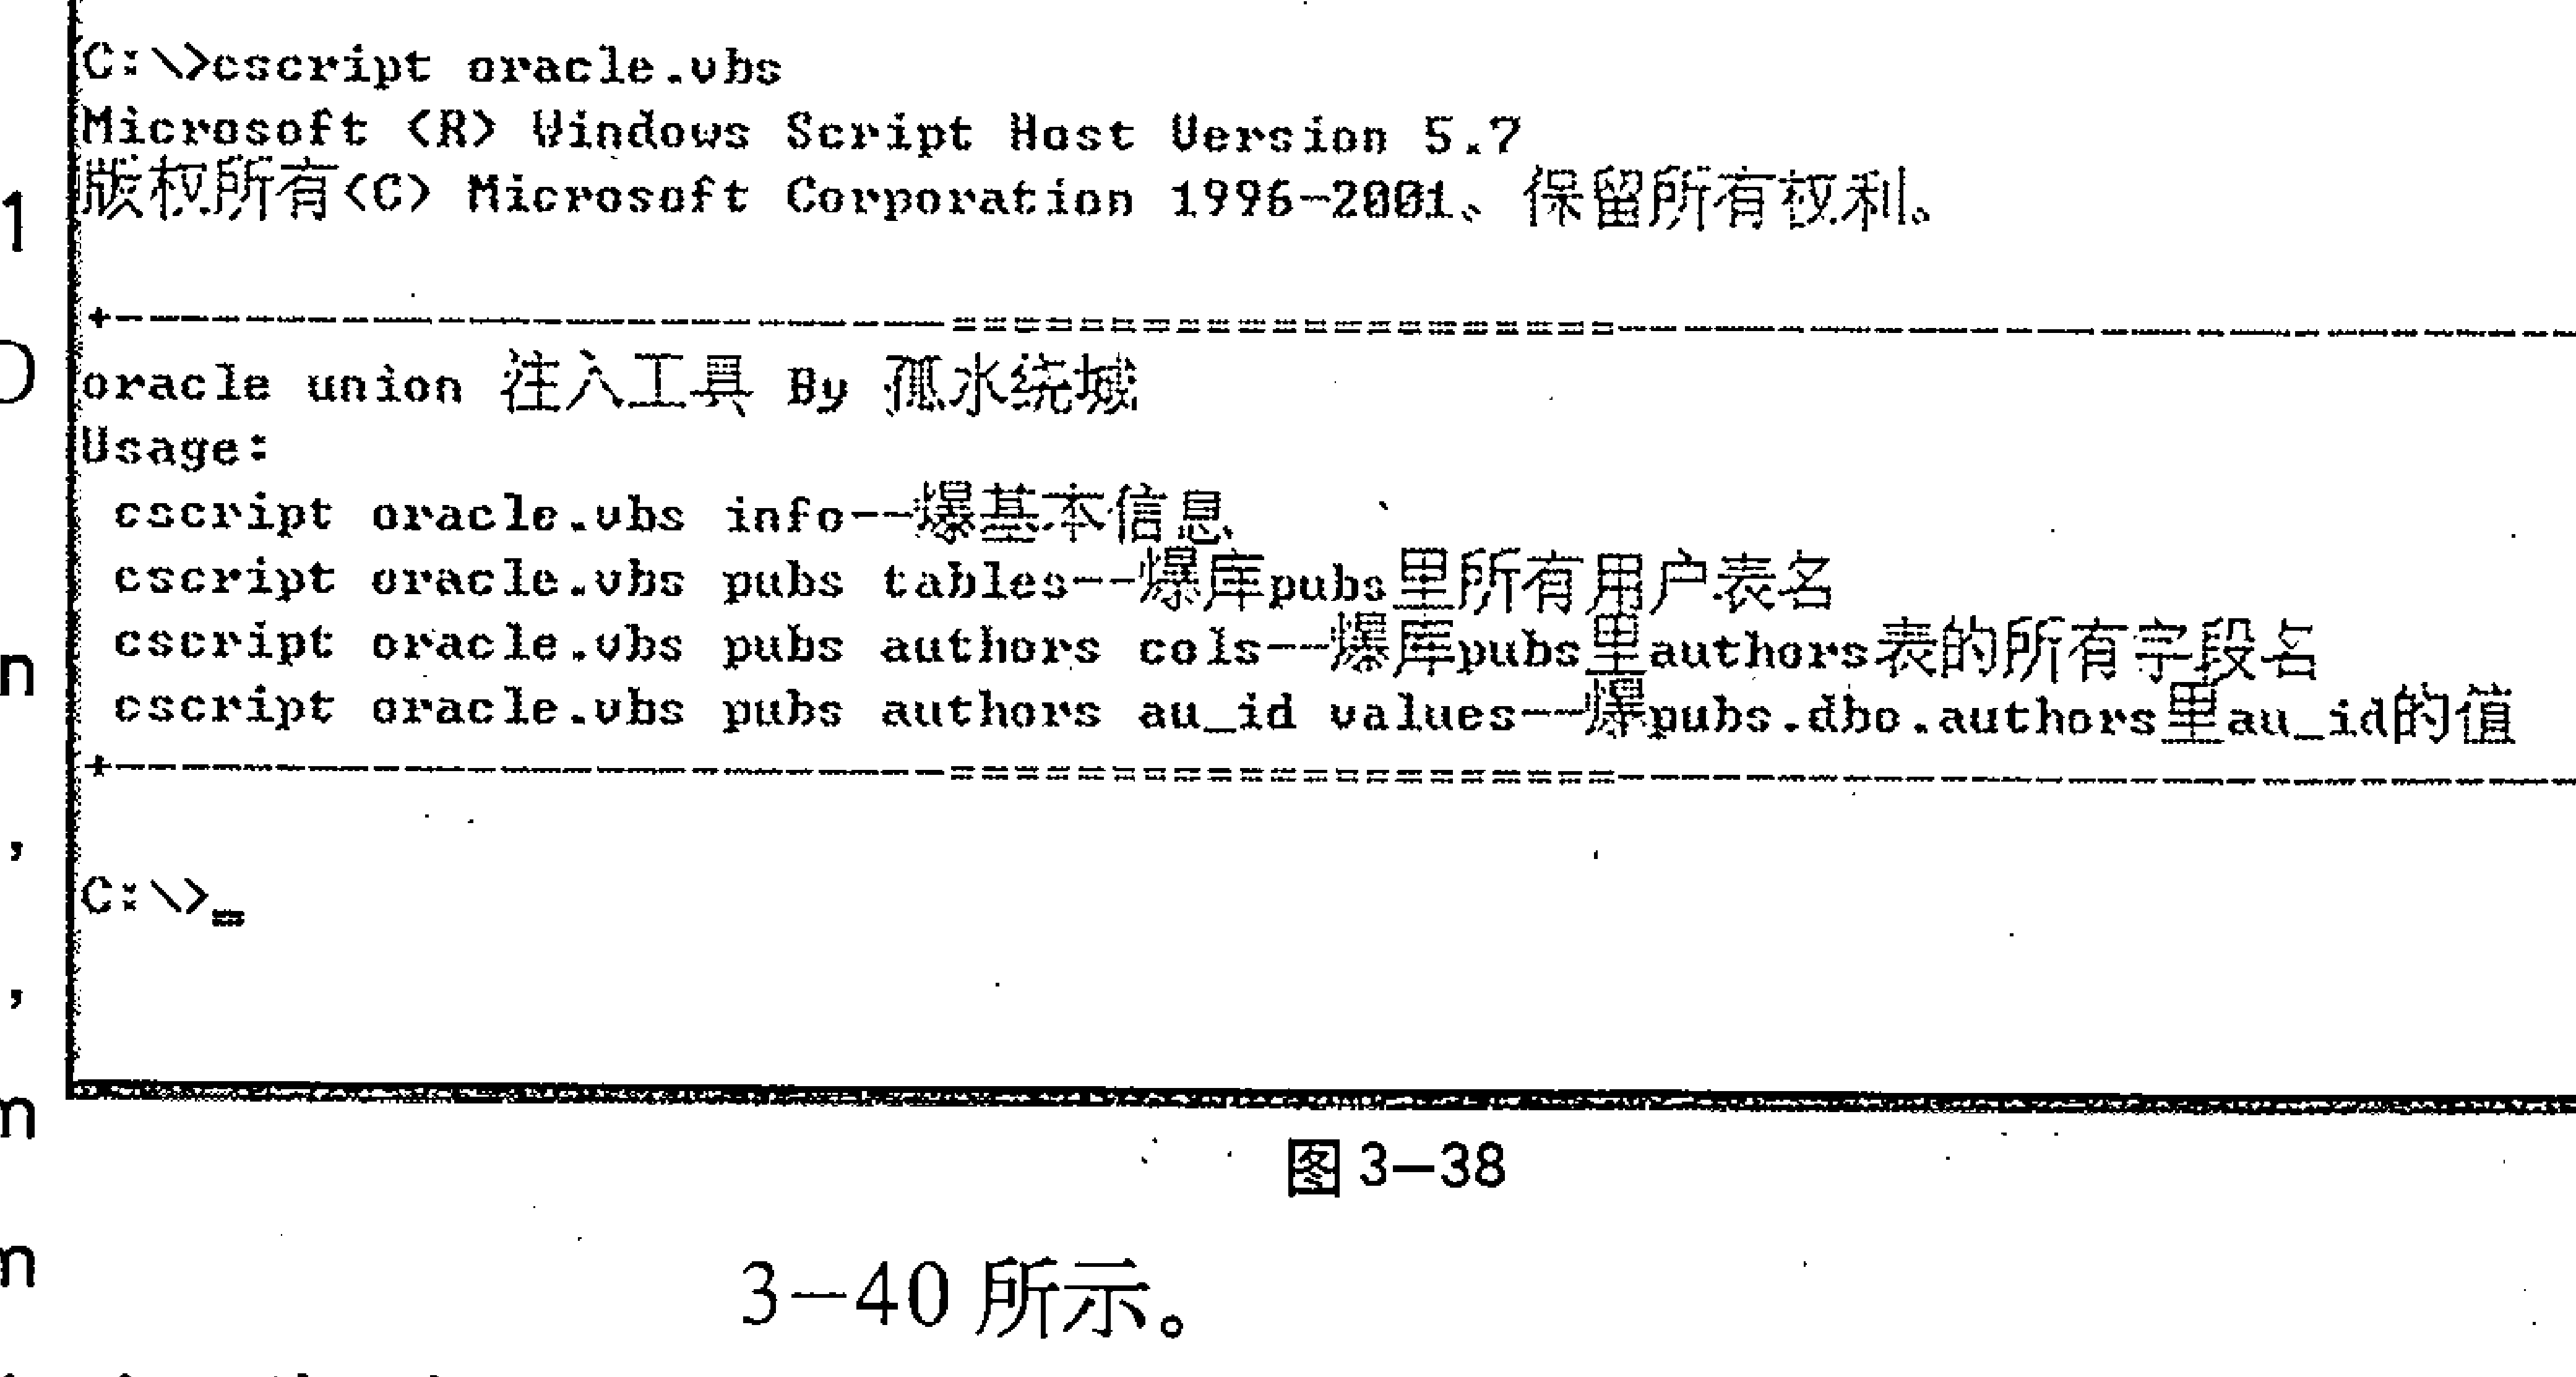 C:\>cscript oracle.vbs
Microsoft (R) Windows Script Host Version 5.7
版权所有(C) Microsoft Corporation 1996-2001。保留所有权利。
+--------------------------=====================------------------------------
oracle union 注入工具 By 孤水绕城
Usage:
cscript oracle.vbs info--爆基本信息
cscript oracle.vbs pubs tables--爆库pubs里所有用户表名
cscript oracle.vbs pubs authors cols--爆库pubs里authors表的所有字段名
cscript oracle.vbs pubs authors au_id values--爆pubs.dbo.authors里au_id的值
+--------------------------=====================------------------------------
C:\>_
图 3-38
3-40 所示。
1
n
,
,
m